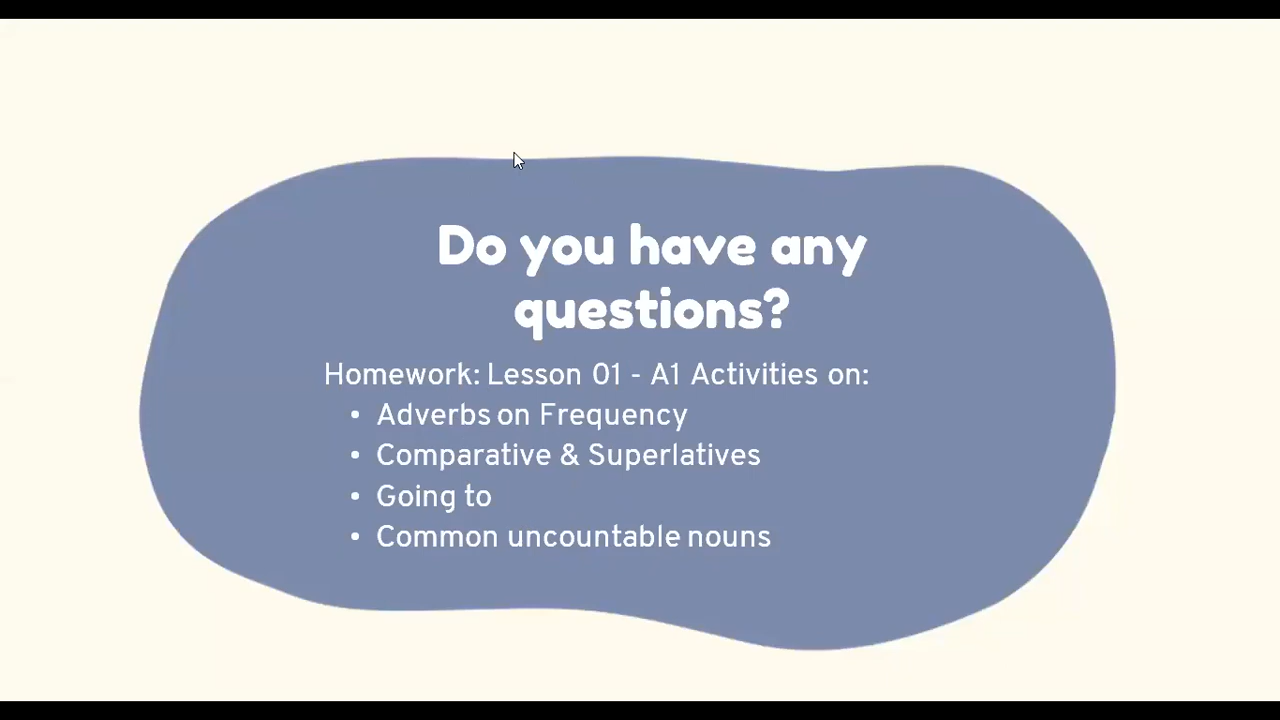 Do you have any
questions?
Homework: Lesson 01 - A1 Activities on:
• Adverbs on Frequency
• Comparative & Superlatives
• Going to
• Common uncountable nouns